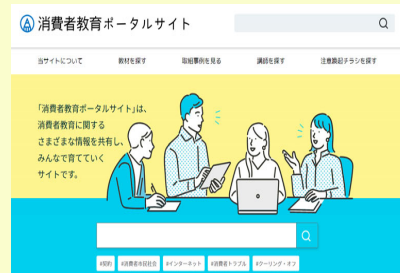 消費者教育ポータルサイト
当サイトについて
教材を探す
取組事例を見る
講師を探す
注意喚起チラシを探す
「消費者教育ポータルサイト」は、
消費者教育に関する
さまざまな情報を共有し、
みんなで育てていく
サイトです。
#契約
#消費者市民社会
#インターネット
#消費者トラブル
#クーリング・オフ